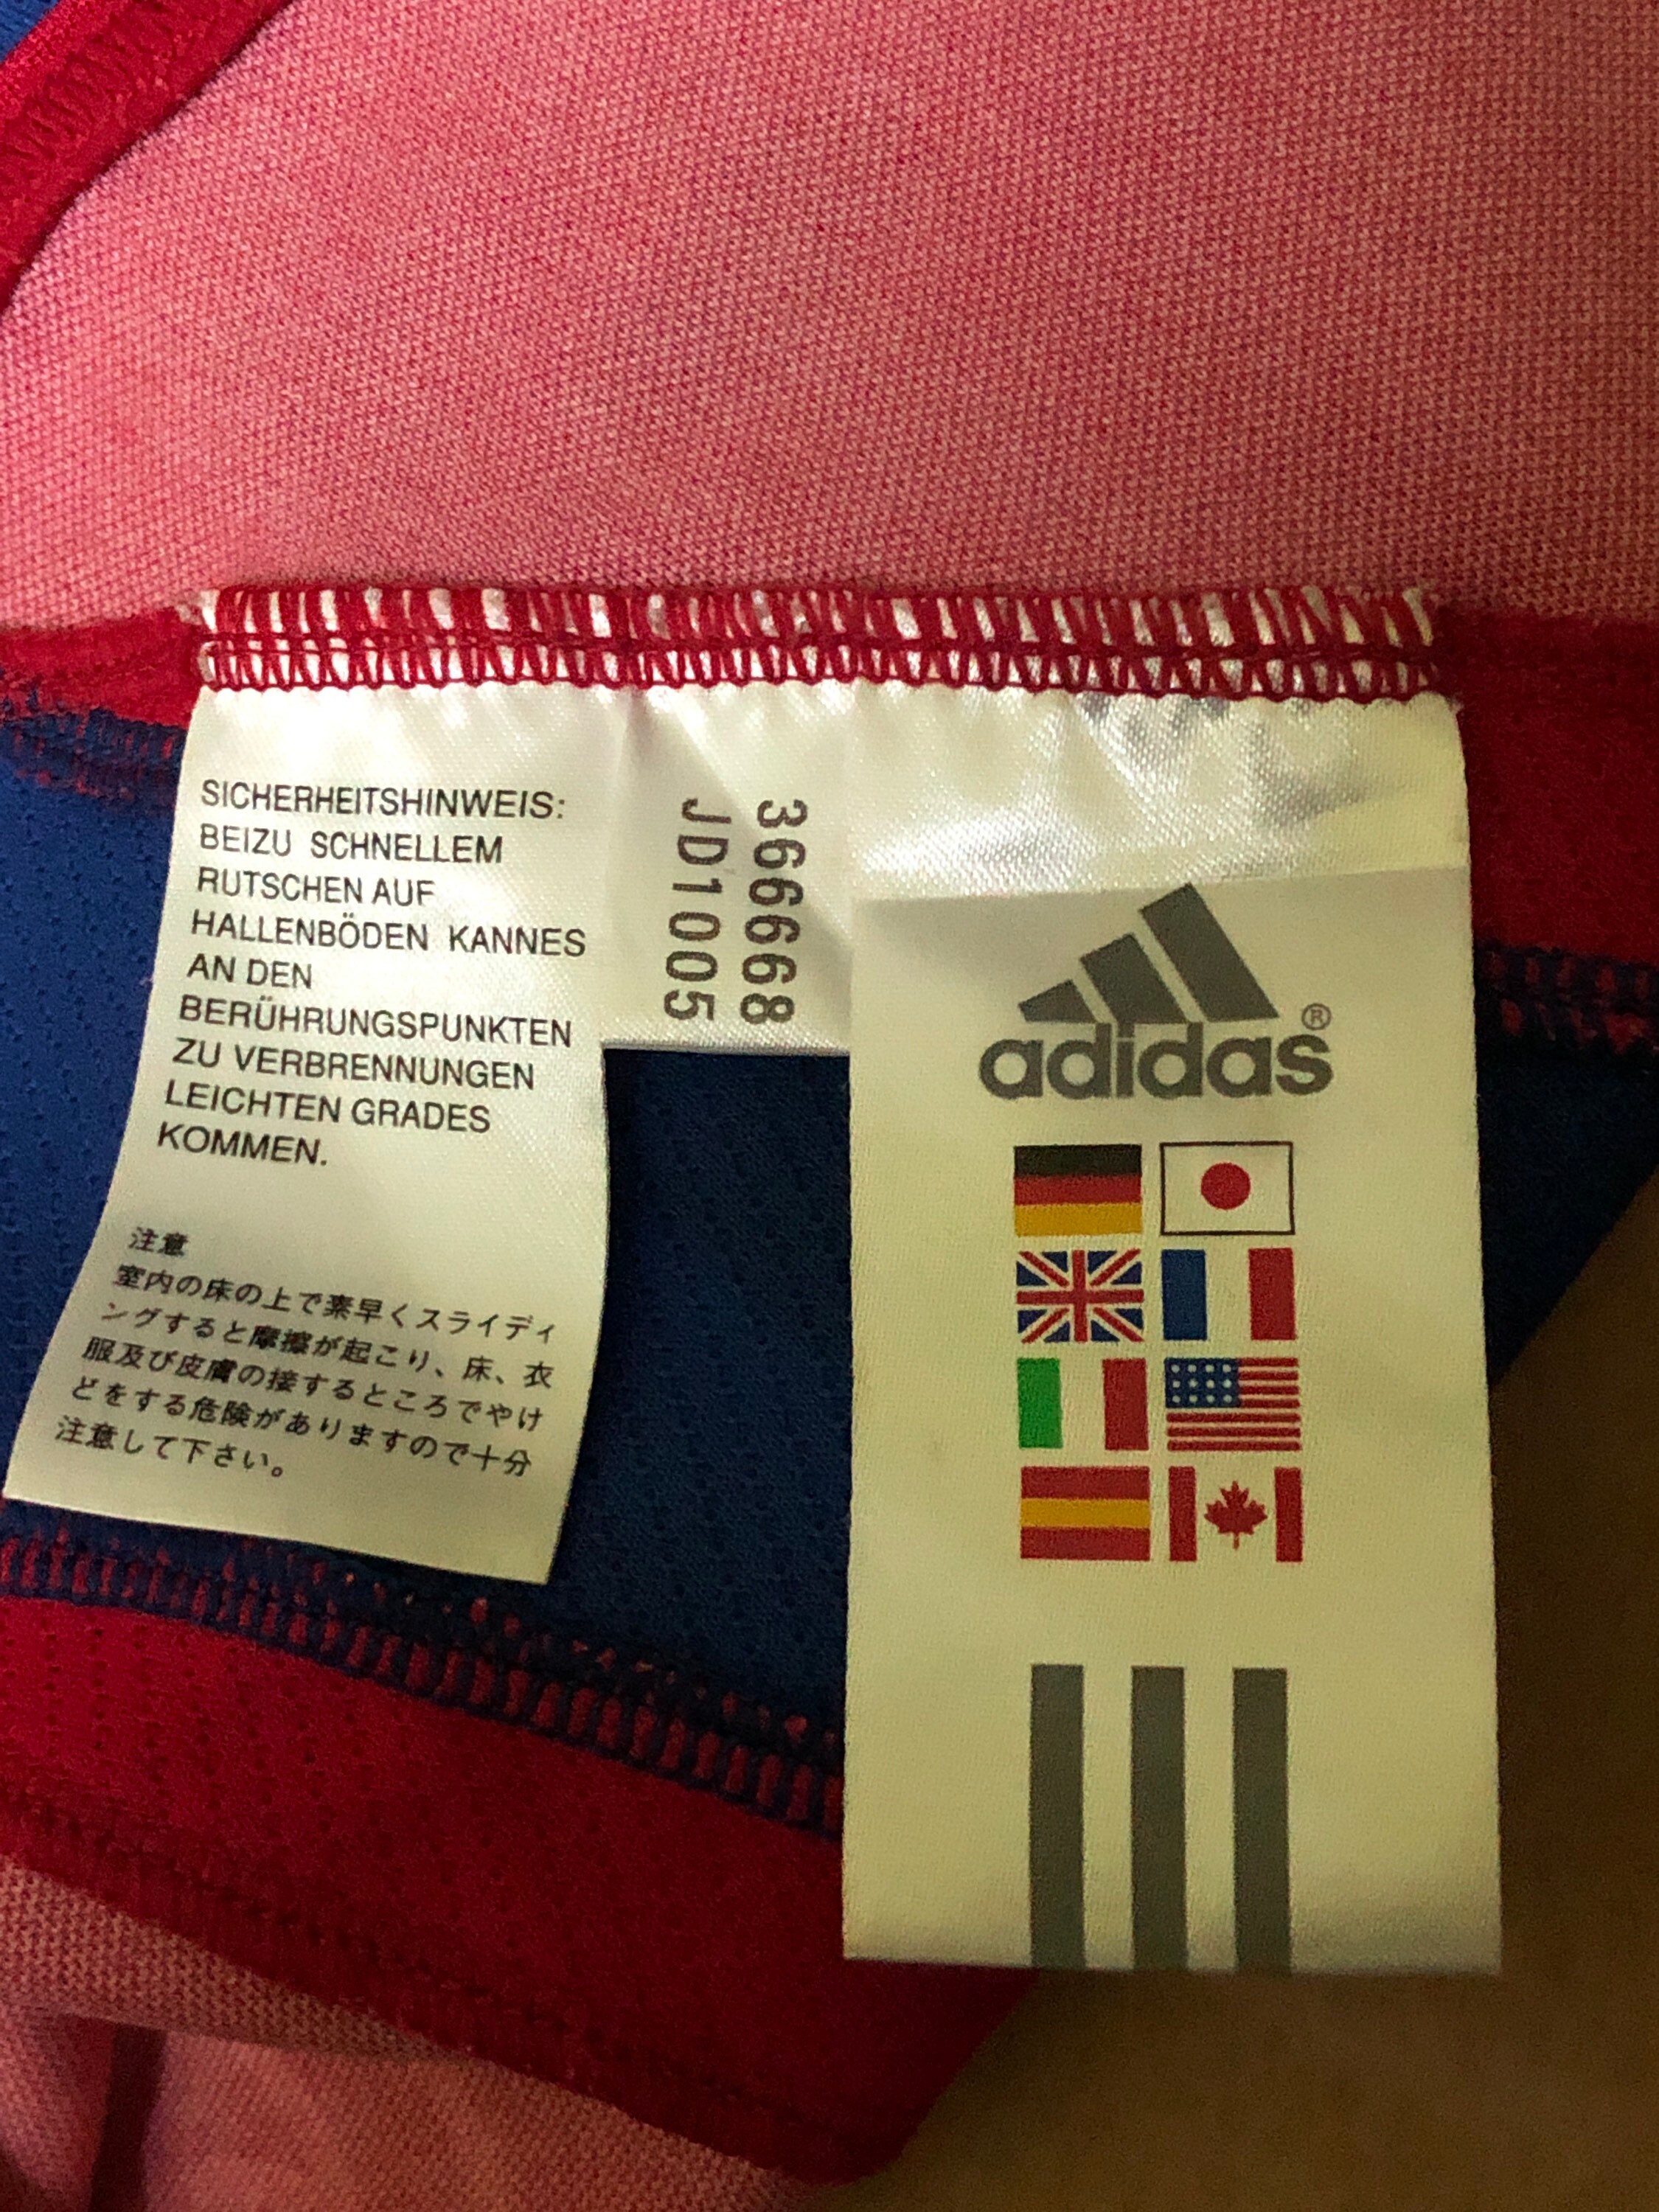 SICHERHEITSHINWEIS:
BEIZU SCHNELLEM
RUTSCHEN AUF
HALLENBÖDEN KANNES
AN DEN
BERÜHRUNGSPUNKTEN
ZU VERBRENNUNGEN
LEICHTEN GRADES
KOMMEN.
注意
室内の床の上で素早くスライディ
ングすると摩擦が起こり、床、衣
服及び皮膚の接するところでやけ
どをする危険がありますので十分
注意して下さい。
366668
JD1005
adidas®